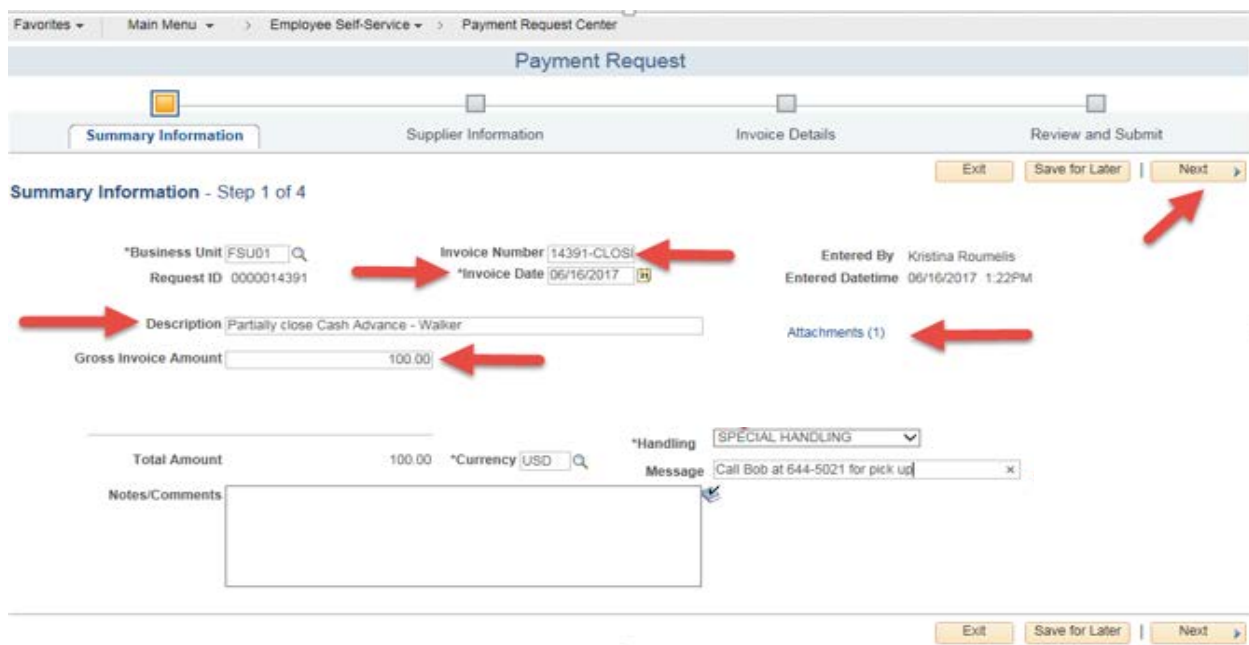 Favorites Main Menu > Employee Self-Service > Payment Request Center
Payment Request
Summary Information Supplier Information Invoice Details Review and Submit
Exit Save for Later | Next
Summary Information - Step 1 of 4
*Business Unit FSU01 Invoice Number 14391-CLOSI Entered By Kristina Roumelis
Request ID 0000014391 *Invoice Date 06/16/2017 Entered Datetime 06/16/2017 1:22PM
Description Partially close Cash Advance - Walker Attachments (1)
Gross Invoice Amount 100.00
*Handling SPECIAL HANDLING
Total Amount 100.00 *Currency USD
Message Call Bob at 644-5021 for pick up
Notes/Comments
Exit Save for Later | Next